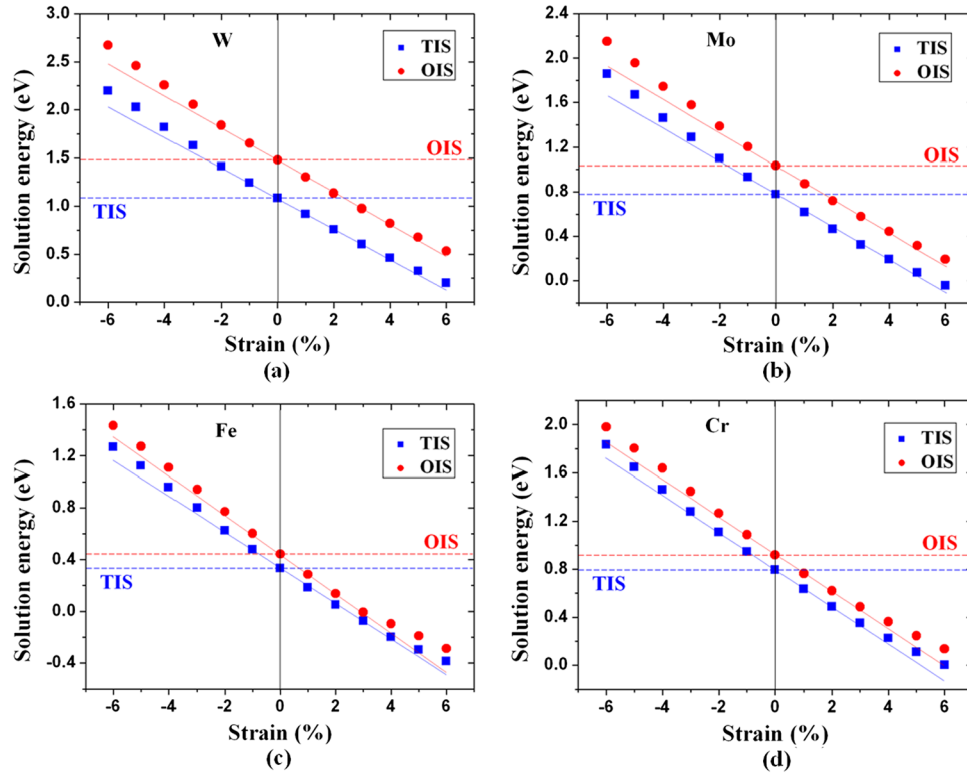 W
TIS
OIS
OIS
TIS
Solution energy (eV)
3.0
2.5
2.0
1.5
1.0
0.5
0.0
-6 -4 -2 0 2 4 6
Strain (%)
(a)
Mo
TIS
OIS
OIS
TIS
Solution energy (eV)
2.4
2.0
1.6
1.2
0.8
0.4
0.0
-6 -4 -2 0 2 4 6
Strain (%)
(b)
Fe
TIS
OIS
OIS
TIS
Solution energy (eV)
1.6
1.2
0.8
0.4
0.0
-0.4
-6 -4 -2 0 2 4 6
Strain (%)
(c)
Cr
TIS
OIS
OIS
TIS
Solution energy (eV)
2.0
1.6
1.2
0.8
0.4
0.0
-6 -4 -2 0 2 4 6
Strain (%)
(d)